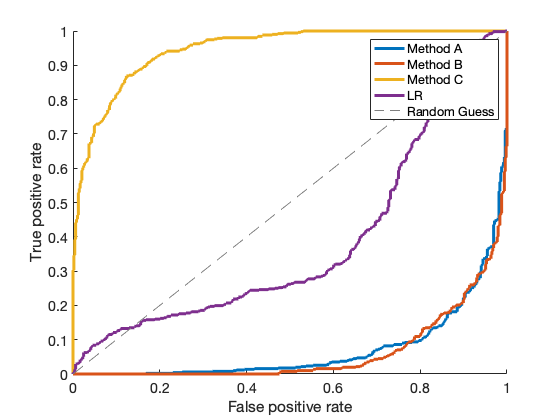 1
0.9
0.8
0.7
0.6
0.5
0.4
0.3
0.2
0.1
0
True positive rate
Method A
Method B
Method C
LR
Random Guess
0 0.2 0.4 0.6 0.8 1
False positive rate